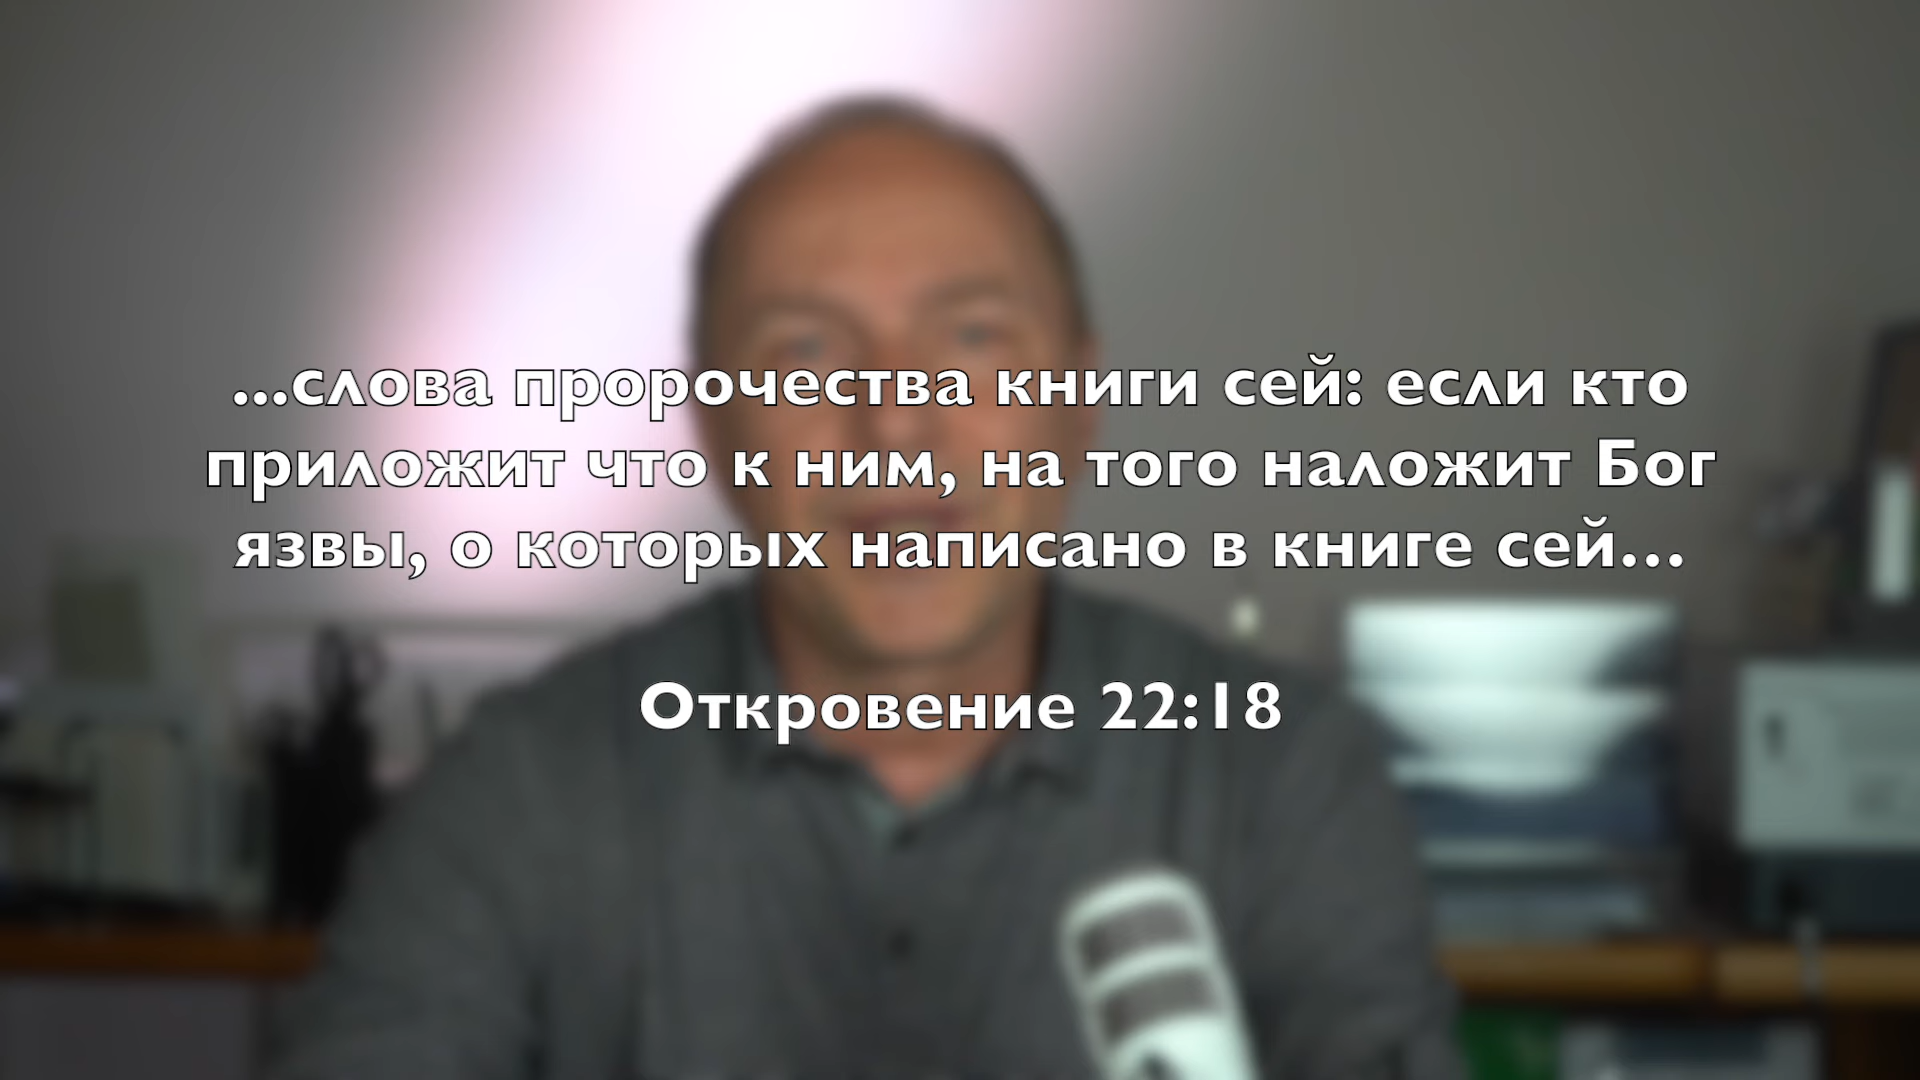 ...слова пророчества книги сей: если кто
приложит что к ним, на того наложит Бог
язвы, о которых написано в книге сей...
Откровение 22:18